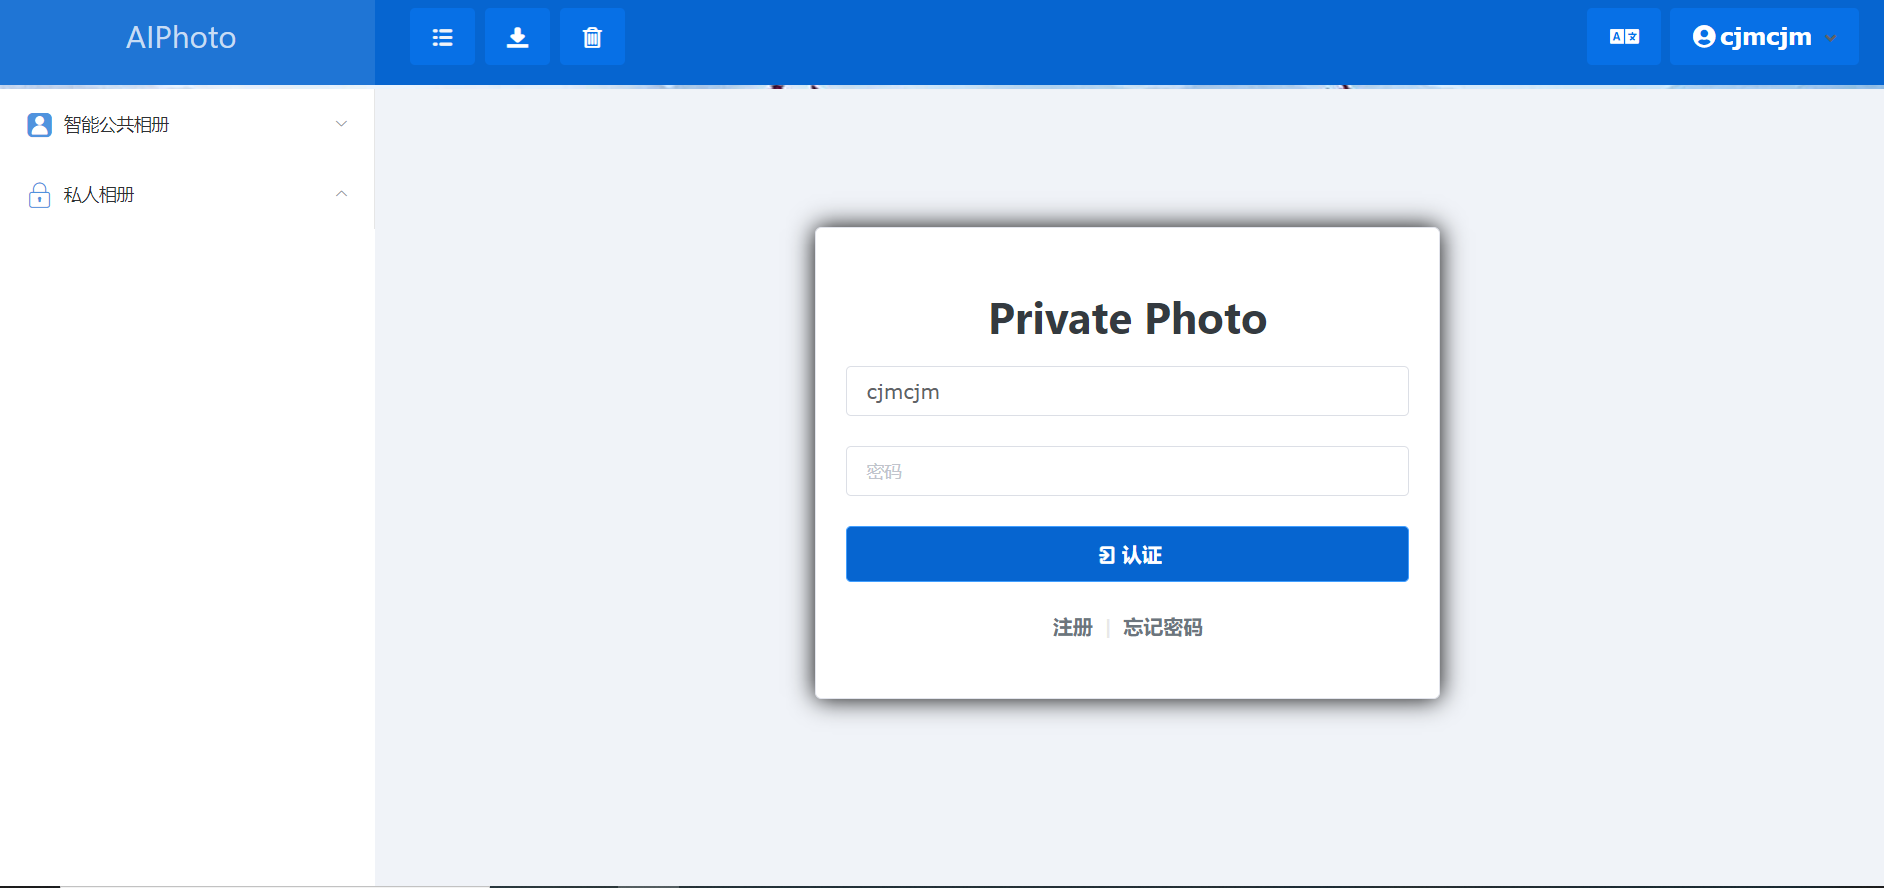 AIPhoto
cjmcjm
智能公共相册
私人相册
Private Photo
cjmcjm
密码
认证
注册 | 忘记密码